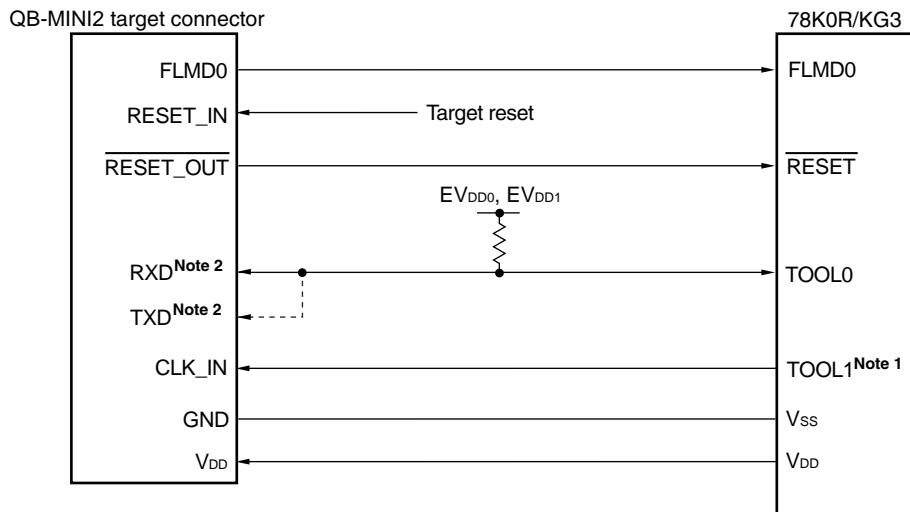 QB-MINI2 target connector
78K0R/KG3
FLMD0
FLMD0
RESET_IN
Target reset
RESET_OUT
RESET
EVDD0, EVDD1
RXDNote 2
TOOL0
TXDNote 2
CLK_IN
TOOL1Note 1
GND
VSS
VDD
VDD